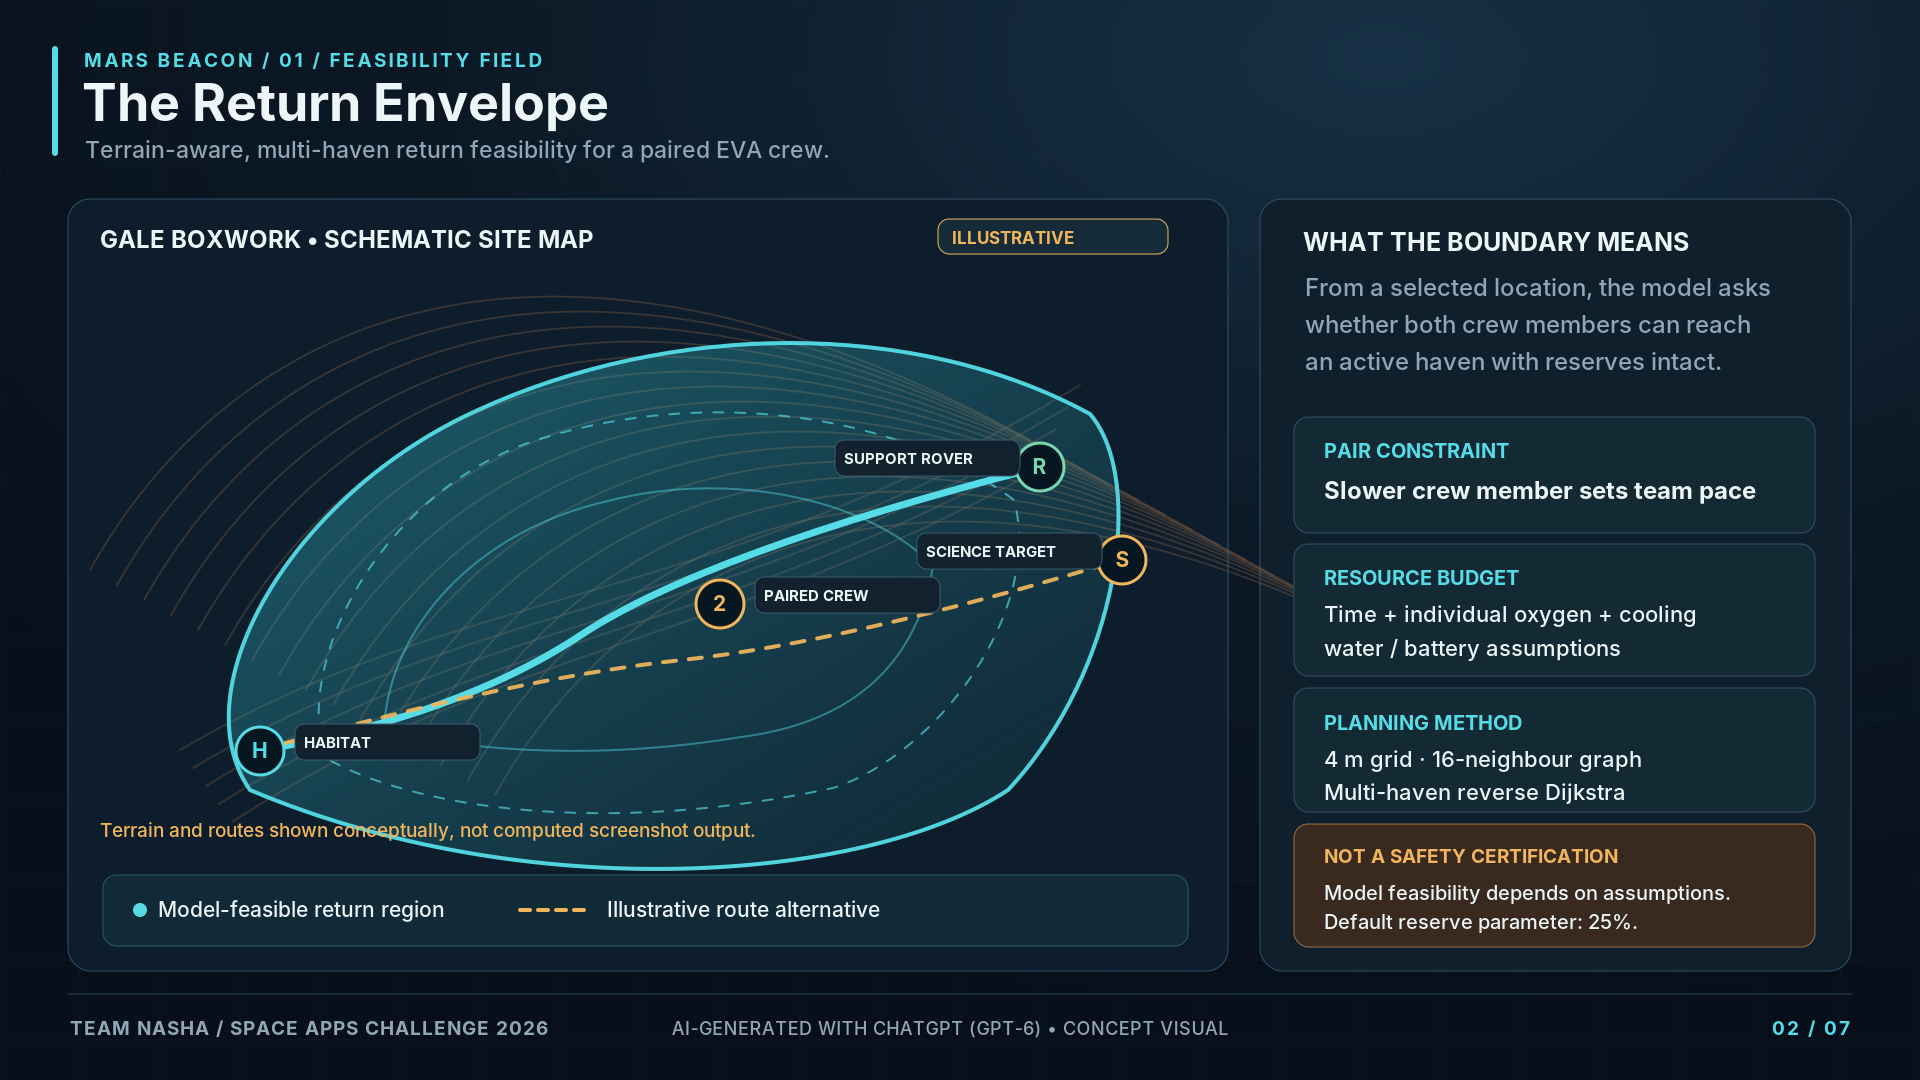 MARS BEACON / 01 / FEASIBILITY FIELD
The Return Envelope
Terrain-aware, multi-haven return feasibility for a paired EVA crew.
GALE BOXWORK • SCHEMATIC SITE MAP
ILLUSTRATIVE
SUPPORT ROVER
R
SCIENCE TARGET
S
2
PAIRED CREW
H
HABITAT
Terrain and routes shown conceptually, not computed screenshot output.
Model-feasible return region
Illustrative route alternative
WHAT THE BOUNDARY MEANS
From a selected location, the model asks
whether both crew members can reach
an active haven with reserves intact.
PAIR CONSTRAINT
Slower crew member sets team pace
RESOURCE BUDGET
Time + individual oxygen + cooling
water / battery assumptions
PLANNING METHOD
4 m grid · 16-neighbour graph
Multi-haven reverse Dijkstra
NOT A SAFETY CERTIFICATION
Model feasibility depends on assumptions.
Default reserve parameter: 25%.
TEAM NASHA / SPACE APPS CHALLENGE 2026
AI-GENERATED WITH CHATGPT (GPT-6) • CONCEPT VISUAL
02 / 07